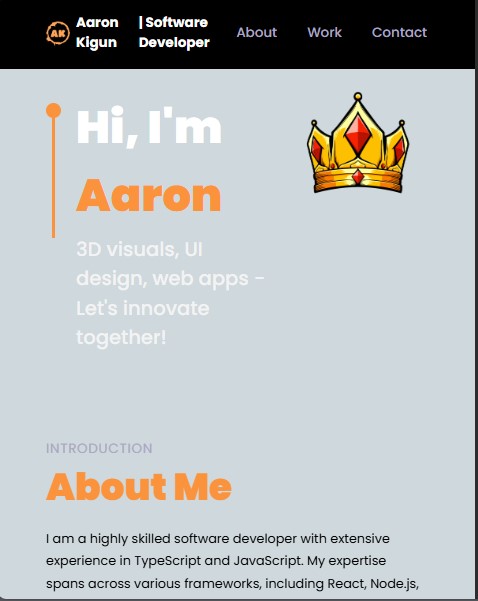 AK Aaron Kigun | Software Developer About Work Contact
Hi, I'm
Aaron
3D visuals, UI
design, web apps -
Let's innovate
together!
INTRODUCTION
About Me
I am a highly skilled software developer with extensive
experience in TypeScript and JavaScript. My expertise
spans across various frameworks, including React, Node.js,